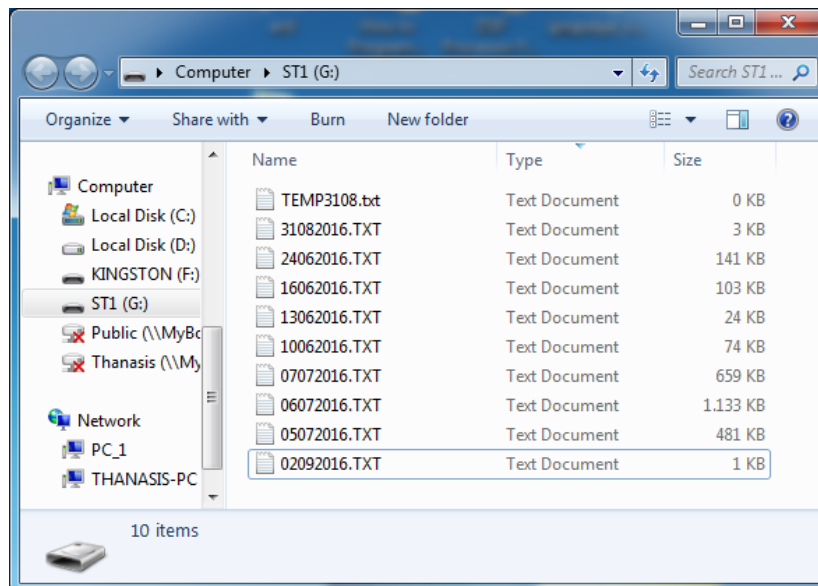 Computer ST1 (G:)
Search ST1 ...
Organize Share with Burn New folder
Name Type Size
Computer
Local Disk (C:)
Local Disk (D:)
KINGSTON (F:)
ST1 (G:)
Public (\\MyBo
Thanasis (\\My
Network
PC_1
THANASIS-PC
TEMP3108.txt Text Document 0 KB
31082016.TXT Text Document 3 KB
24062016.TXT Text Document 141 KB
16062016.TXT Text Document 103 KB
13062016.TXT Text Document 24 KB
10062016.TXT Text Document 74 KB
07072016.TXT Text Document 659 KB
06072016.TXT Text Document 1.133 KB
05072016.TXT Text Document 481 KB
02092016.TXT Text Document 1 KB
10 items